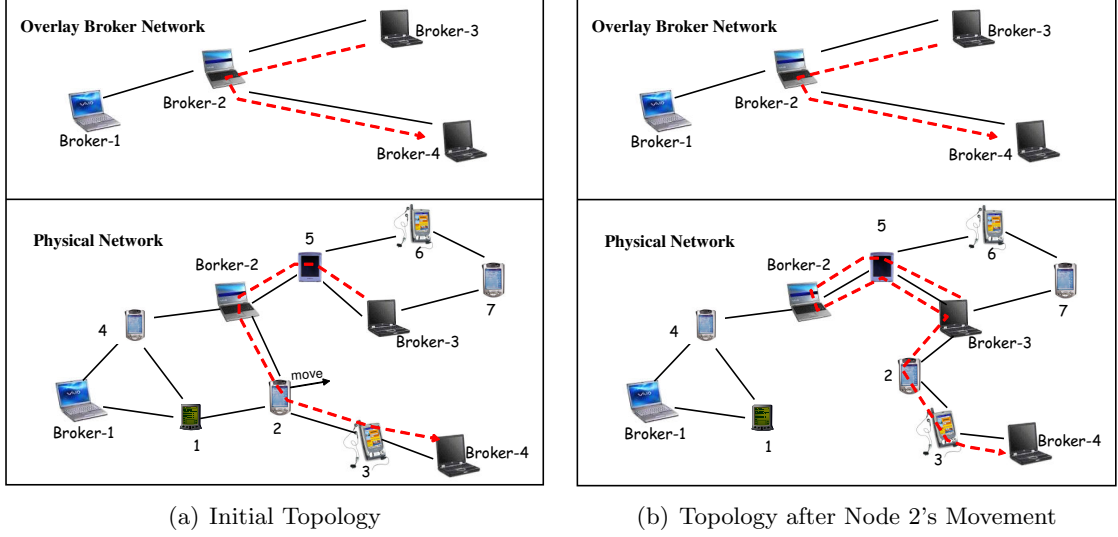 Overlay Broker Network
Broker-3
Broker-2
Broker-1
Broker-4
Physical Network
5
6
Borker-2
7
4
Broker-3
move
Broker-1
1
2
Broker-4
3
(a) Initial Topology
Overlay Broker Network
Broker-3
Broker-2
Broker-1
Broker-4
Physical Network
5
6
Borker-2
7
4
Broker-3
2
Broker-1
1
Broker-4
3
(b) Topology after Node 2's Movement